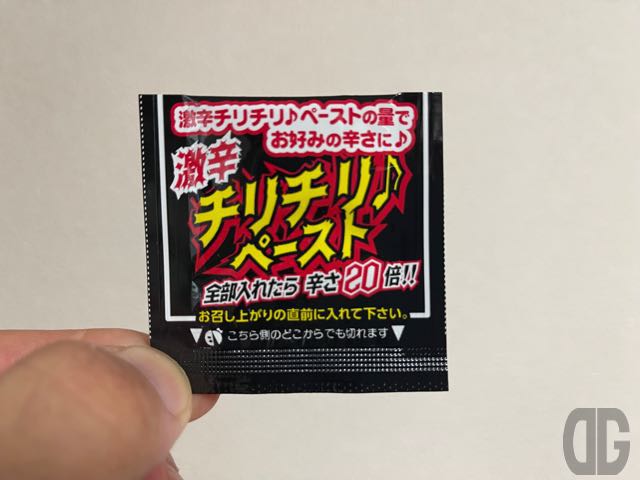 激辛チリチリ♪ペーストの量で
お好みの辛さに♪
激辛
チリチリ♪
ペースト
全部入れたら 辛さ20倍!!
お召し上がりの直前に入れて下さい。
▽ こちら側のどこからでも切れます ▽
DG